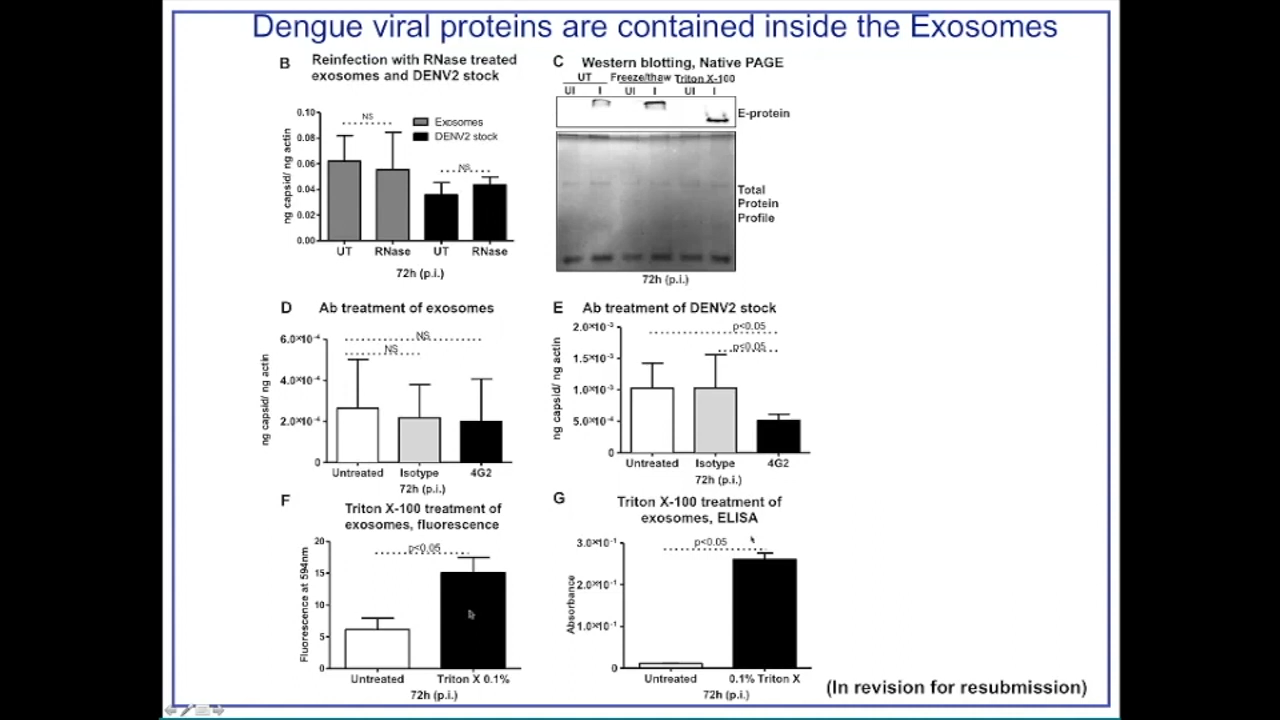 Dengue viral proteins are contained inside the Exosomes
B
Reinfection with RNase treated
exosomes and DENV2 stock
0.10
0.08
0.06
0.04
0.02
0.00
ng capsid/ ng actin
NS
Exosomes
DENV2 stock
NS
UT
RNase
UT
RNase
72h (p.i.)
C
Western blotting, Native PAGE
UT
Freeze/thaw
Triton X-100
UI
I
UI
I
UI
I
E-protein
Total
Protein
Profile
72h (p.i.)
D
Ab treatment of exosomes
6.0×10⁻⁴
4.0×10⁻⁴
2.0×10⁻⁴
0
ng capsid/ ng actin
NS
NS
Untreated
Isotype
4G2
72h (p.i.)
E
Ab treatment of DENV2 stock
2.0×10⁻³
1.5×10⁻³
1.0×10⁻³
5.0×10⁻⁴
0
ng capsid/ ng actin
p<0.05
p<0.05
Untreated
Isotype
4G2
72h (p.i.)
F
Triton X-100 treatment of
exosomes, fluorescence
20
15
10
5
0
Fluorescence at 594nm
p<0.05
Untreated
Triton X 0.1%
72h (p.i.)
G
Triton X-100 treatment of
exosomes, ELISA
3.0×10⁻¹
2.0×10⁻¹
1.0×10⁻¹
0
Absorbance
p<0.05
Untreated
0.1% Triton X
72h (p.i.)
(In revision for resubmission)